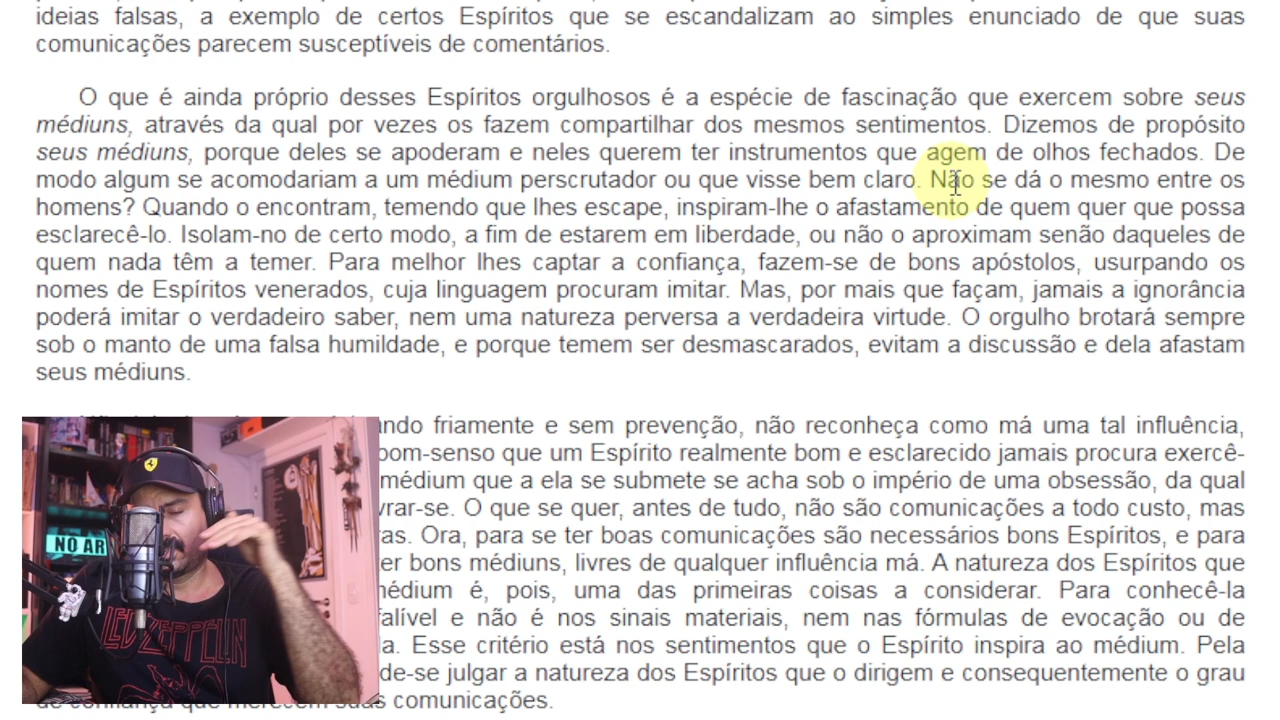 ideias falsas, a exemplo de certos Espíritos que se escandalizam ao simples enunciado de que suas
comunicações parecem susceptíveis de comentários.
O que é ainda próprio desses Espíritos orgulhosos é a espécie de fascinação que exercem sobre seus
médiuns, através da qual por vezes os fazem compartilhar dos mesmos sentimentos. Dizemos de propósito
seus médiuns, porque deles se apoderam e neles querem ter instrumentos que agem de olhos fechados. De
modo algum se acomodariam a um médium perscrutador ou que visse bem claro. Não se dá o mesmo entre os
homens? Quando o encontram, temendo que lhes escape, inspiram-lhe o afastamento de quem quer que possa
esclarecê-lo. Isolam-no de certo modo, a fim de estarem em liberdade, ou não o aproximam senão daqueles de
quem nada têm a temer. Para melhor lhes captar a confiança, fazem-se de bons apóstolos, usurpando os
nomes de Espíritos venerados, cuja linguagem procuram imitar. Mas, por mais que façam, jamais a ignorância
poderá imitar o verdadeiro saber, nem uma natureza perversa a verdadeira virtude. O orgulho brotará sempre
sob o manto de uma falsa humildade, e porque temem ser desmascarados, evitam a discussão e dela afastam
seus médiuns.
friamente e sem prevenção, não reconheça como má uma tal influência,
bom-senso que um Espírito realmente bom e esclarecido jamais procura exercê-
médium que a ela se submete se acha sob o império de uma obsessão, da qual
O que se quer, antes de tudo, não são comunicações a todo custo, mas
Ora, para se ter boas comunicações são necessários bons Espíritos, e para
bons médiuns, livres de qualquer influência má. A natureza dos Espíritos que
médium é, pois, uma das primeiras coisas a considerar. Para conhecê-la
e não é nos sinais materiais, nem nas fórmulas de evocação ou de
Esse critério está nos sentimentos que o Espírito inspira ao médium. Pela
julgar a natureza dos Espíritos que o dirigem e consequentemente o grau
comunicações.
NO AR
LED ZEPPELIN